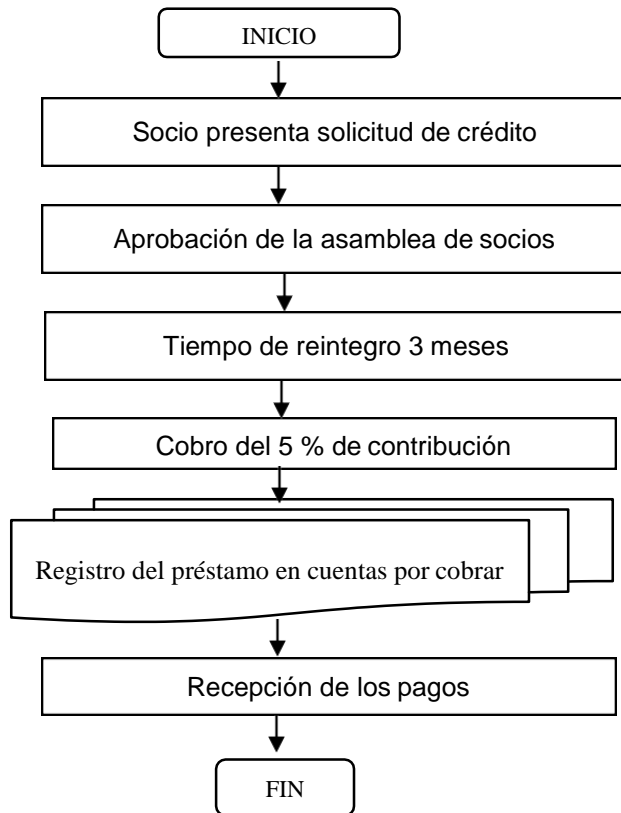 INICIO
Socio presenta solicitud de crédito
Aprobación de la asamblea de socios
Tiempo de reintegro 3 meses
Cobro del 5 % de contribución
Registro del préstamo en cuentas por cobrar
Recepción de los pagos
FIN